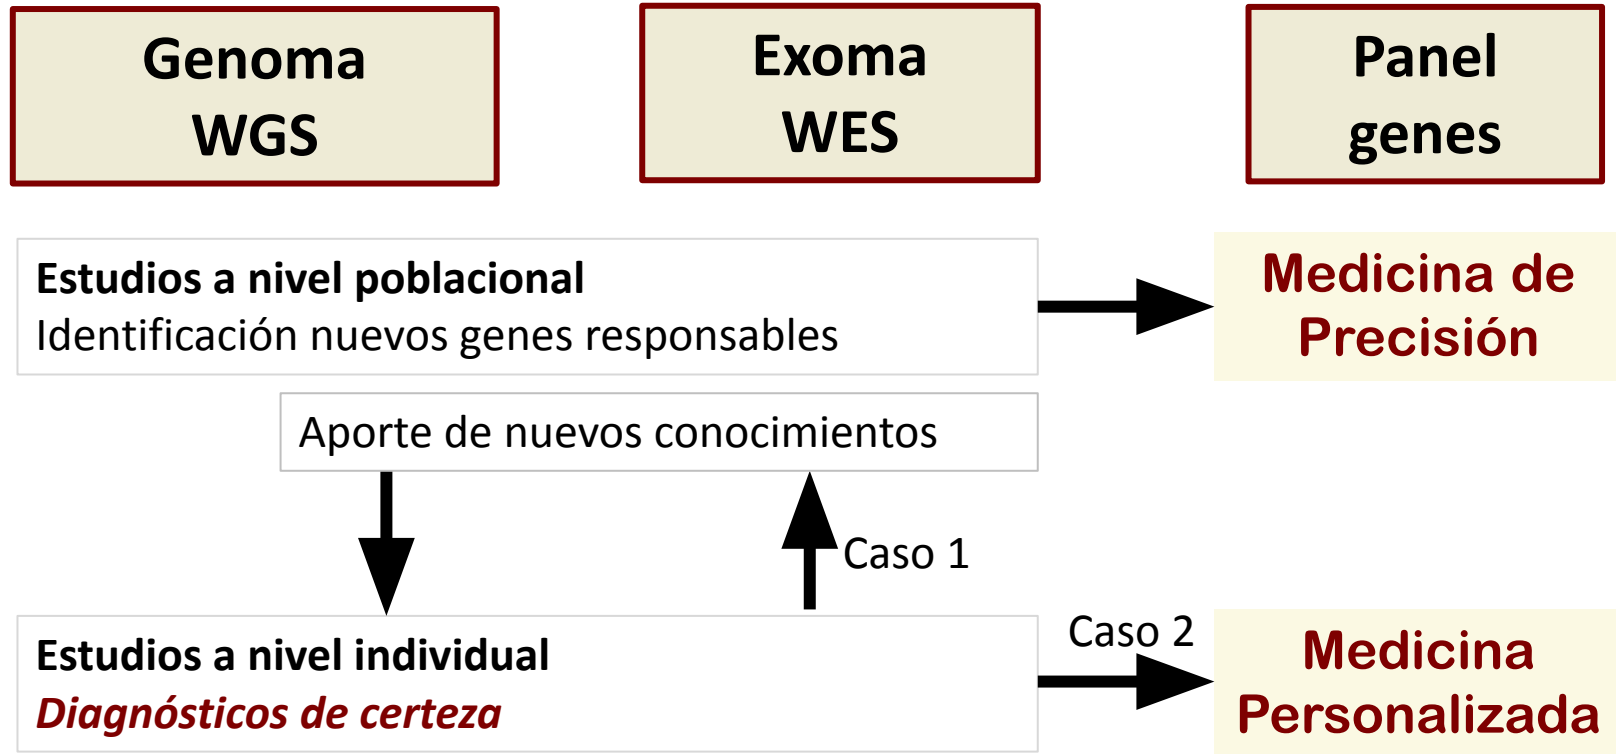 Genoma
WGS
Exoma
WES
Panel
genes
Estudios a nivel poblacional
Identificación nuevos genes responsables
Medicina de
Precisión
Aporte de nuevos conocimientos
Caso 1
Estudios a nivel individual
Diagnósticos de certeza
Caso 2
Medicina
Personalizada